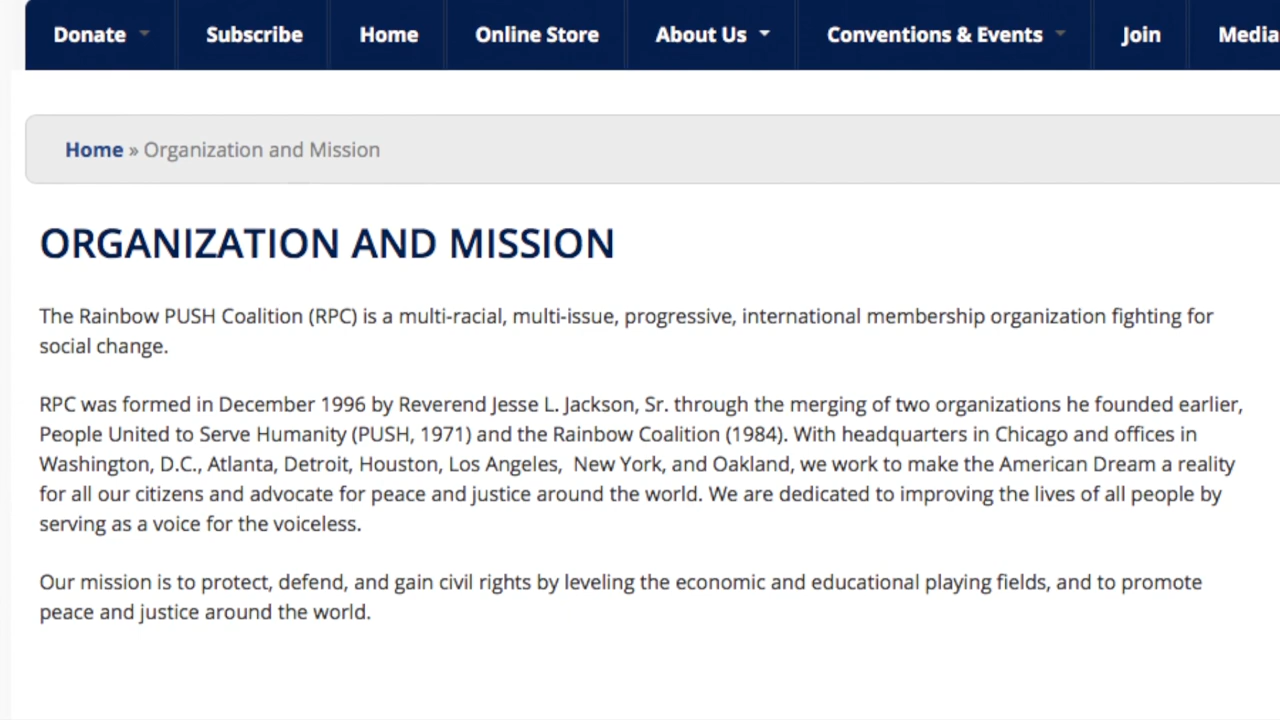 Donate Subscribe Home Online Store About Us Conventions & Events Join Media
Home » Organization and Mission
ORGANIZATION AND MISSION
The Rainbow PUSH Coalition (RPC) is a multi-racial, multi-issue, progressive, international membership organization fighting for
social change.
RPC was formed in December 1996 by Reverend Jesse L. Jackson, Sr. through the merging of two organizations he founded earlier,
People United to Serve Humanity (PUSH, 1971) and the Rainbow Coalition (1984). With headquarters in Chicago and offices in
Washington, D.C., Atlanta, Detroit, Houston, Los Angeles,  New York, and Oakland, we work to make the American Dream a reality
for all our citizens and advocate for peace and justice around the world. We are dedicated to improving the lives of all people by
serving as a voice for the voiceless.
Our mission is to protect, defend, and gain civil rights by leveling the economic and educational playing fields, and to promote
peace and justice around the world.